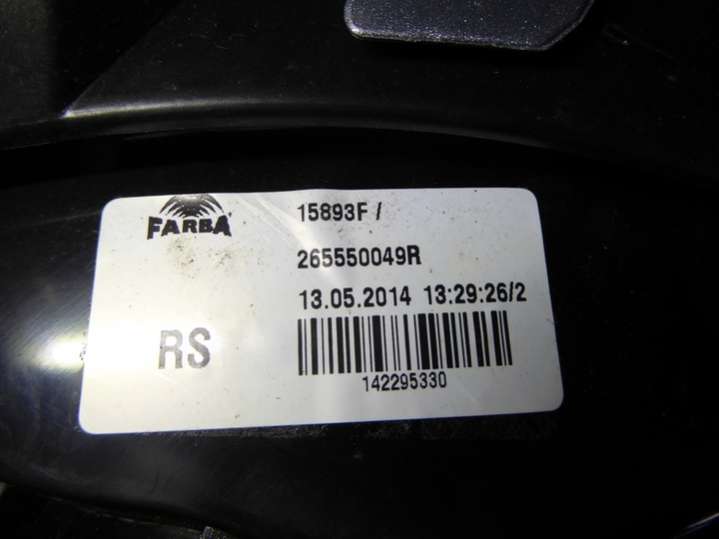 FARBA
15893F /
265550049R
13.05.2014 13:29:26/2
RS
142295330